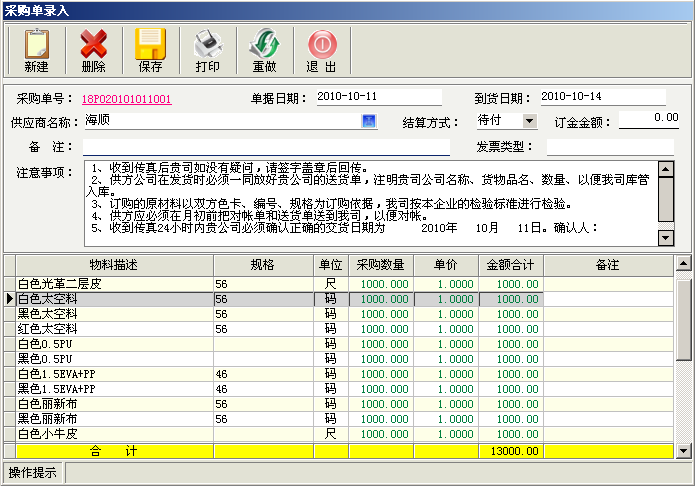 采购单录入
新建 删除 保存 打印 重做 退 出
采购单号： 18P020101011001 单据日期： 2010-10-11 到货日期： 2010-10-14
供应商名称： 海顺 结算方式： 待付 订金金额： 0.00
备 注： 发票类型：
注意事项： 1、收到传真后贵司如没有疑问，请签字盖章后回传。
2、供方公司在发货时必须一同放好贵公司的送货单，注明贵司公司名称、货物品名、数量、以便我司库管
入库。
3、订购的原材料以双方色卡、编号、规格为订购依据，我司按本企业的检验标准进行检验。
4、供方应必须在月初前把对帐单和送货单送到我司，以便对帐。
5、收到传真24小时内贵公司必须确认正确的交货日期为 2010年 10月 11日。确认人：
物料描述 规格 单位 采购数量 单价 金额合计 备注
白色光革二层皮 56 尺 1000.000 1.0000 1000.00
白色太空料 56 码 1000.000 1.0000 1000.00
黑色太空料 56 码 1000.000 1.0000 1000.00
红色太空料 56 码 1000.000 1.0000 1000.00
白色0.5PU 码 1000.000 1.0000 1000.00
黑色0.5PU 码 1000.000 1.0000 1000.00
白色1.5EVA+PP 46 码 1000.000 1.0000 1000.00
黑色1.5EVA+PP 46 码 1000.000 1.0000 1000.00
白色丽新布 56 码 1000.000 1.0000 1000.00
黑色丽新布 56 码 1000.000 1.0000 1000.00
白色小牛皮 尺 1000.000 1.0000 1000.00
合 计 13000.00
操作提示